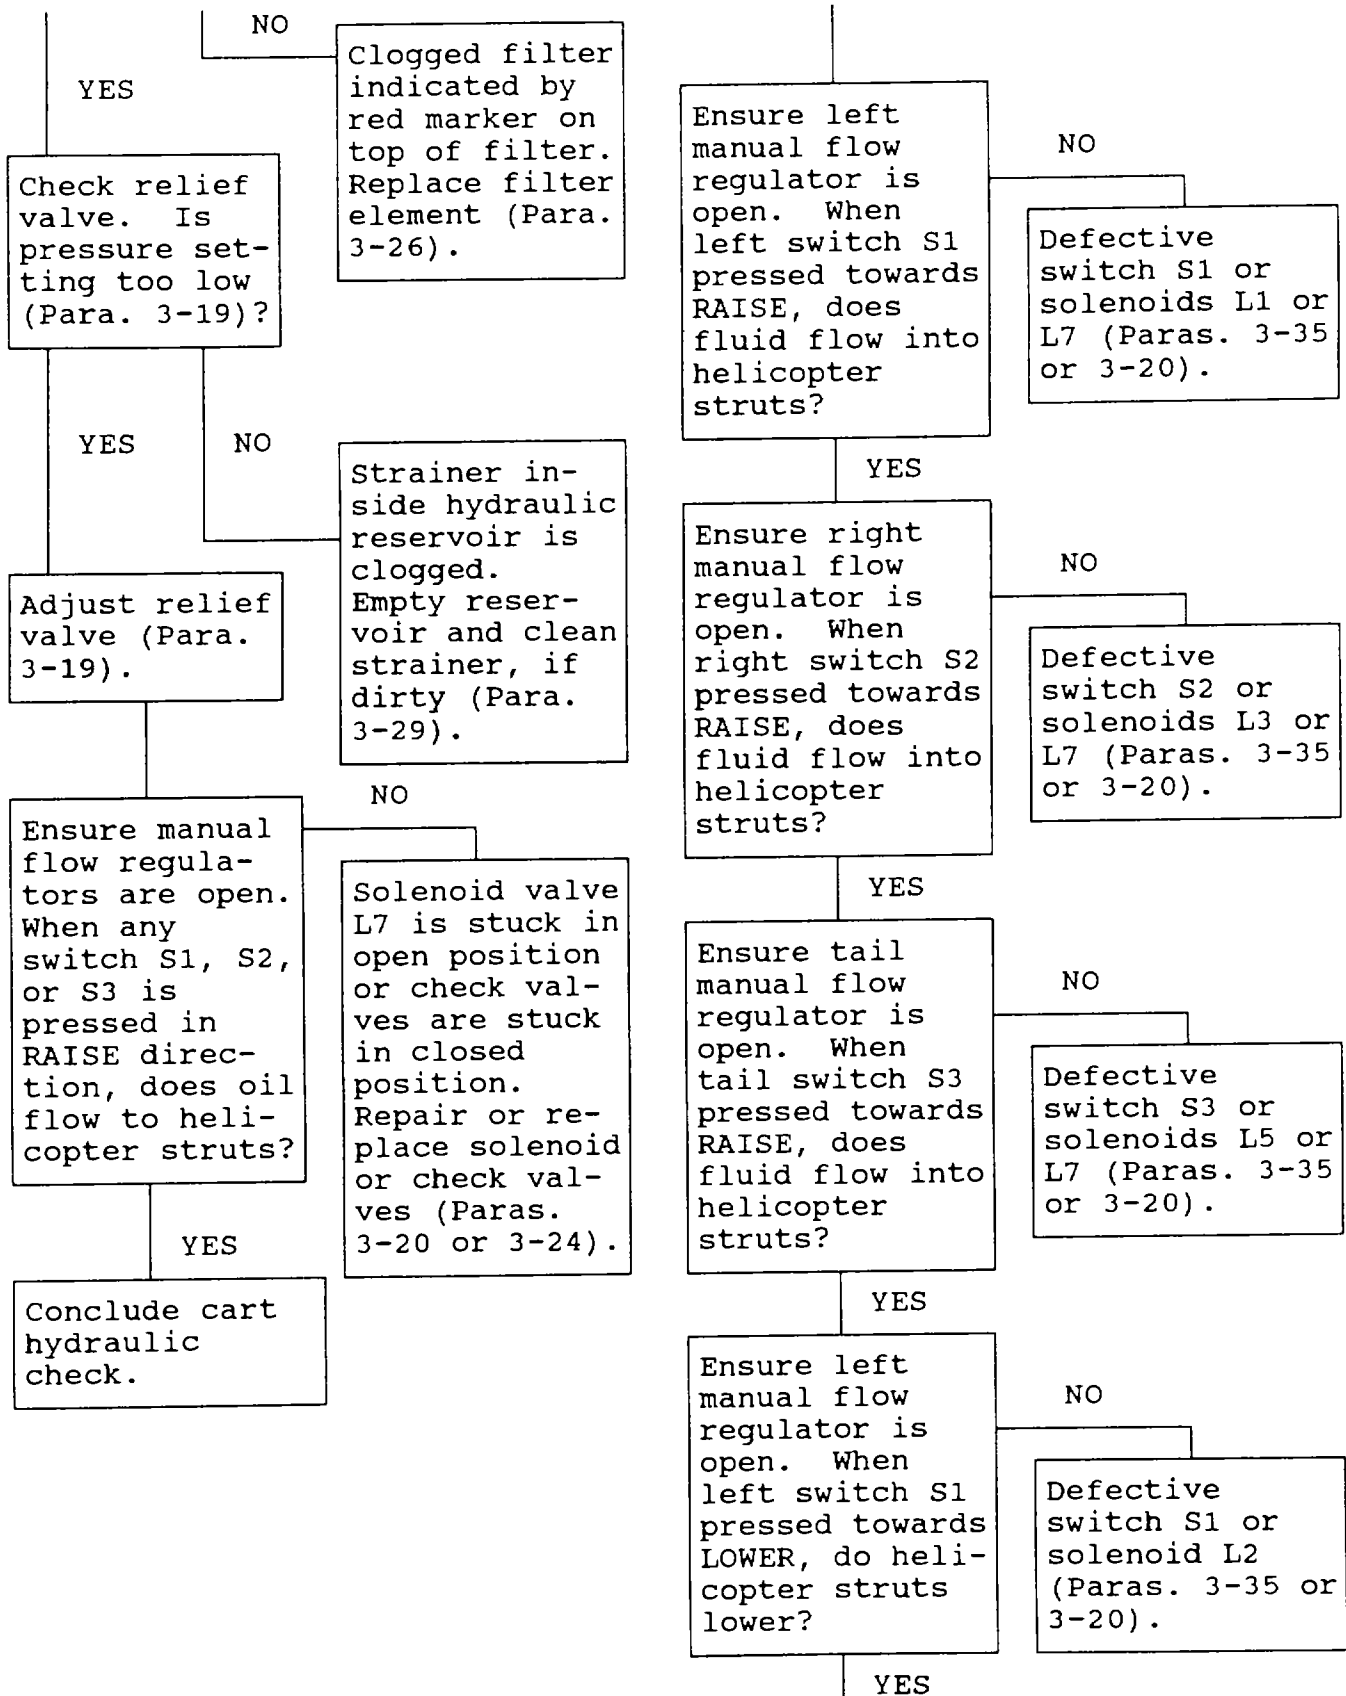 NO
Clogged filter
indicated by
red marker on
top of filter.
Replace filter
element (Para.
3-26).
YES
Check relief
valve.  Is
pressure set-
ting too low
(Para. 3-19)?
YES
NO
Strainer in-
side hydraulic
reservoir is
clogged.
Empty reser-
voir and clean
strainer, if
dirty (Para.
3-29).
Adjust relief
valve (Para.
3-19).
NO
Ensure manual
flow regula-
tors are open.
When any
switch S1, S2,
or S3 is
pressed in
RAISE direc-
tion, does oil
flow to heli-
copter struts?
Solenoid valve
L7 is stuck in
open position
or check val-
ves are stuck
in closed
position.
Repair or re-
place solenoid
or check val-
ves (Paras.
3-20 or 3-24).
YES
Conclude cart
hydraulic
check.
Ensure left
manual flow
regulator is
open.  When
left switch S1
pressed towards
RAISE, does
fluid flow into
helicopter
struts?
NO
Defective
switch S1 or
solenoids L1 or
L7 (Paras. 3-35
or 3-20).
YES
Ensure right
manual flow
regulator is
open.  When
right switch S2
pressed towards
RAISE, does
fluid flow into
helicopter
struts?
NO
Defective
switch S2 or
solenoids L3 or
L7 (Paras. 3-35
or 3-20).
YES
Ensure tail
manual flow
regulator is
open.  When
tail switch S3
pressed towards
RAISE, does
fluid flow into
helicopter
struts?
NO
Defective
switch S3 or
solenoids L5 or
L7 (Paras. 3-35
or 3-20).
YES
Ensure left
manual flow
regulator is
open.  When
left switch S1
pressed towards
LOWER, do heli-
copter struts
lower?
NO
Defective
switch S1 or
solenoid L2
(Paras. 3-35 or
3-20).
YES